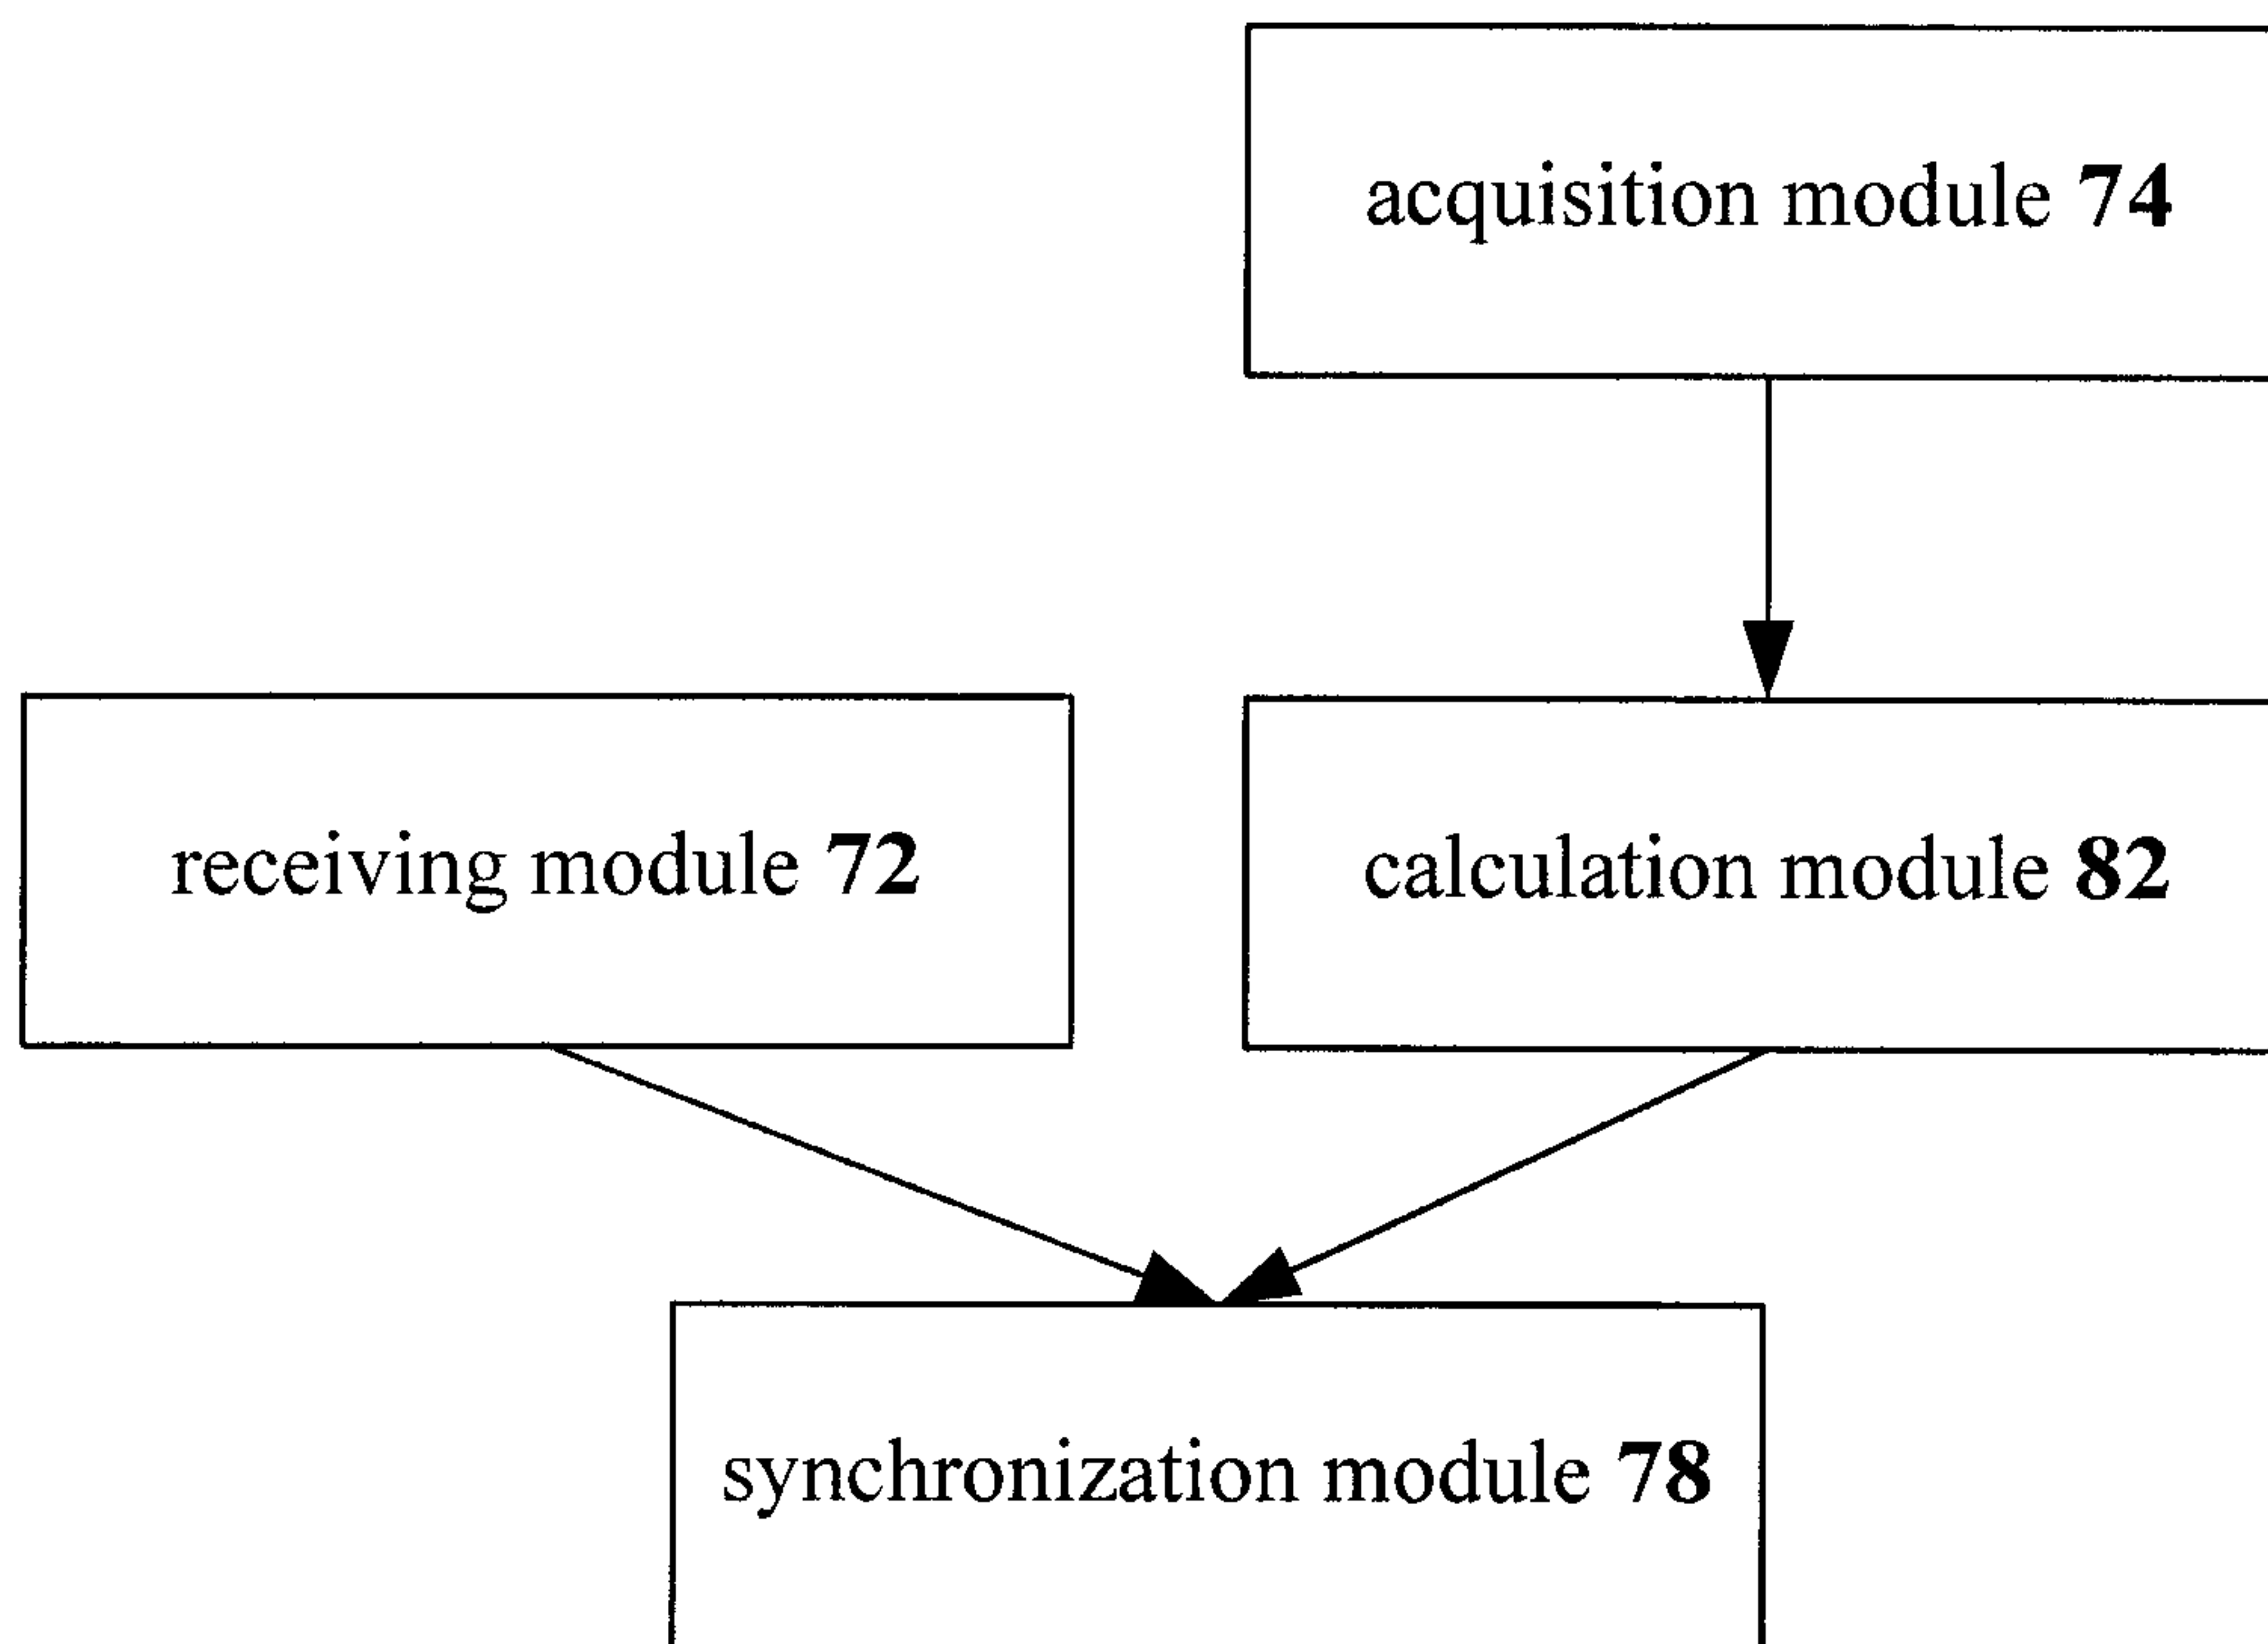 acquisition module 74
receiving module 72
calculation module 82
synchronization module 78